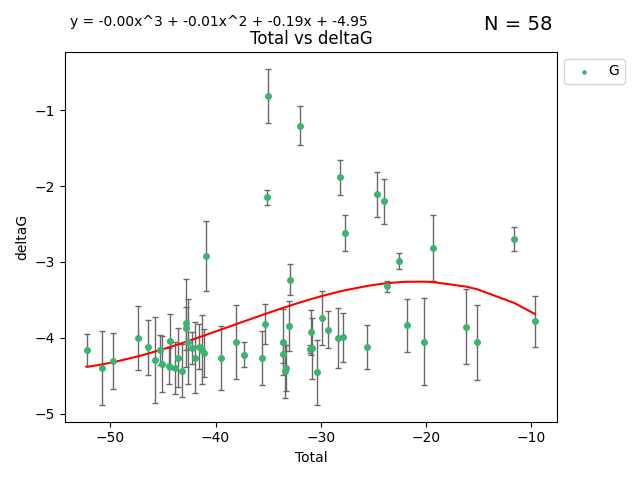 y = -0.00x^3 + -0.01x^2 + -0.19x + -4.95
N = 58
Total vs deltaG
G
−1
−2
−3
−4
−5
deltaG
−50 −40 −30 −20 −10
Total